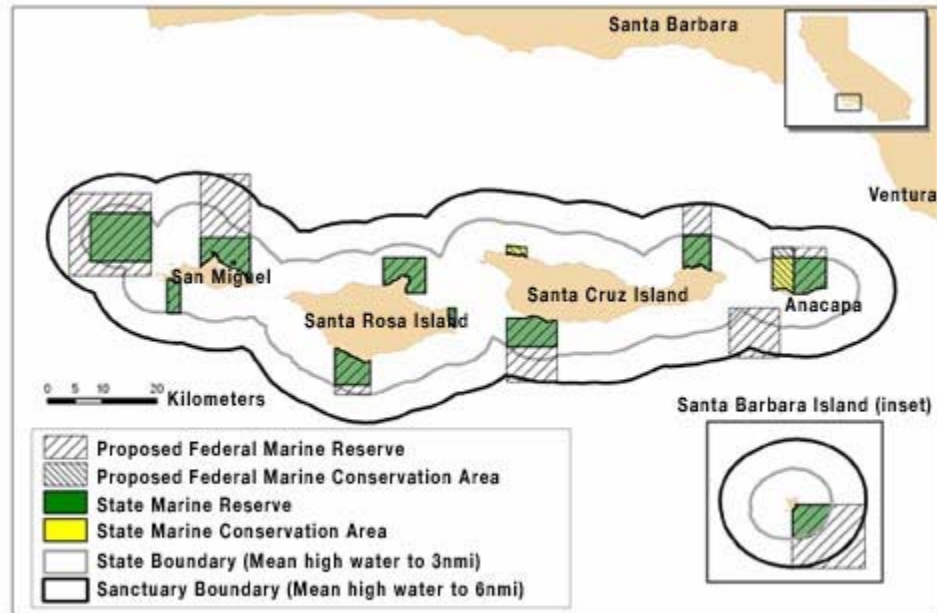 Santa Barbara
Ventura
San Miguel
Santa Rosa Island
Santa Cruz Island
Anacapa
0 5 10 20
Kilometers
Santa Barbara Island (inset)
Proposed Federal Marine Reserve
Proposed Federal Marine Conservation Area
State Marine Reserve
State Marine Conservation Area
State Boundary (Mean high water to 3nmi)
Sanctuary Boundary (Mean high water to 6nmi)